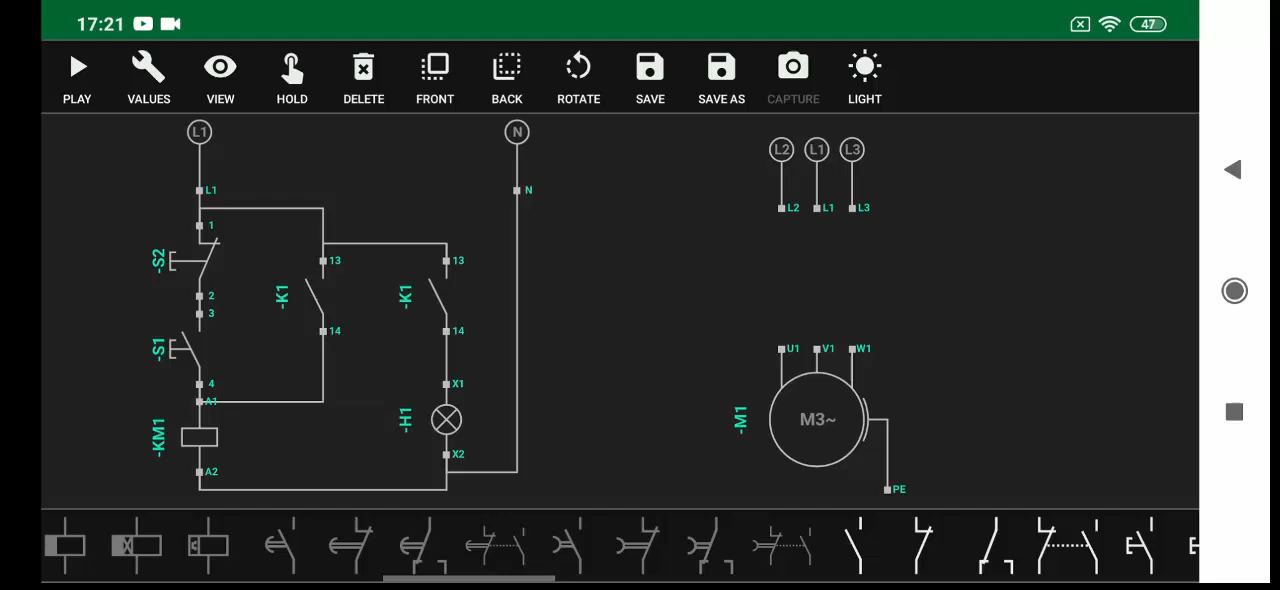 17:21
47
PLAY VALUES VIEW HOLD DELETE FRONT BACK ROTATE SAVE SAVE AS CAPTURE LIGHT
L1 N
L2 L1 L3
L1 N
L2 L1 L3
1
-S2
13 13
-K1 -K1
2
3
14 14
-S1
U1 V1 W1
4 X1
A1
-KM1
-H1
-M1
M3~
A2
X2
PE